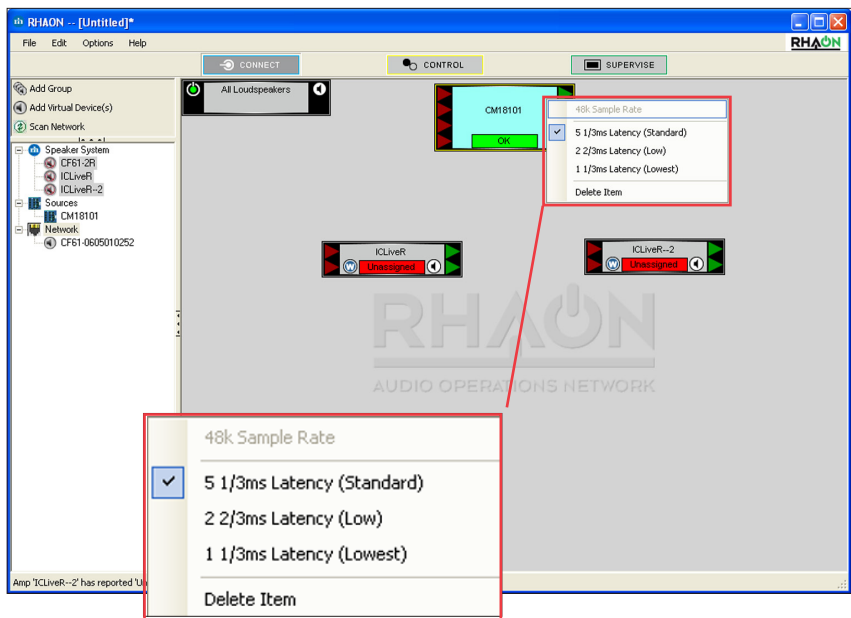 RHAON -- [Untitled]*
File Edit Options Help
RHAON
CONNECT CONTROL SUPERVISE
Add Group
Add Virtual Device(s)
Scan Network
Speaker System
CF61-2R
ICLiveR
ICLiveR--2
Sources
CM18101
Network
CF61-0605010252
All Loudspeakers
CM18101
OK
48k Sample Rate
5 1/3ms Latency (Standard)
2 2/3ms Latency (Low)
1 1/3ms Latency (Lowest)
Delete Item
ICLiveR
W Unassigned
ICLiveR--2
W Unassigned
RHAON
AUDIO OPERATIONS NETWORK
48k Sample Rate
5 1/3ms Latency (Standard)
2 2/3ms Latency (Low)
1 1/3ms Latency (Lowest)
Delete Item
Amp 'ICLiveR--2' has reported 'Un